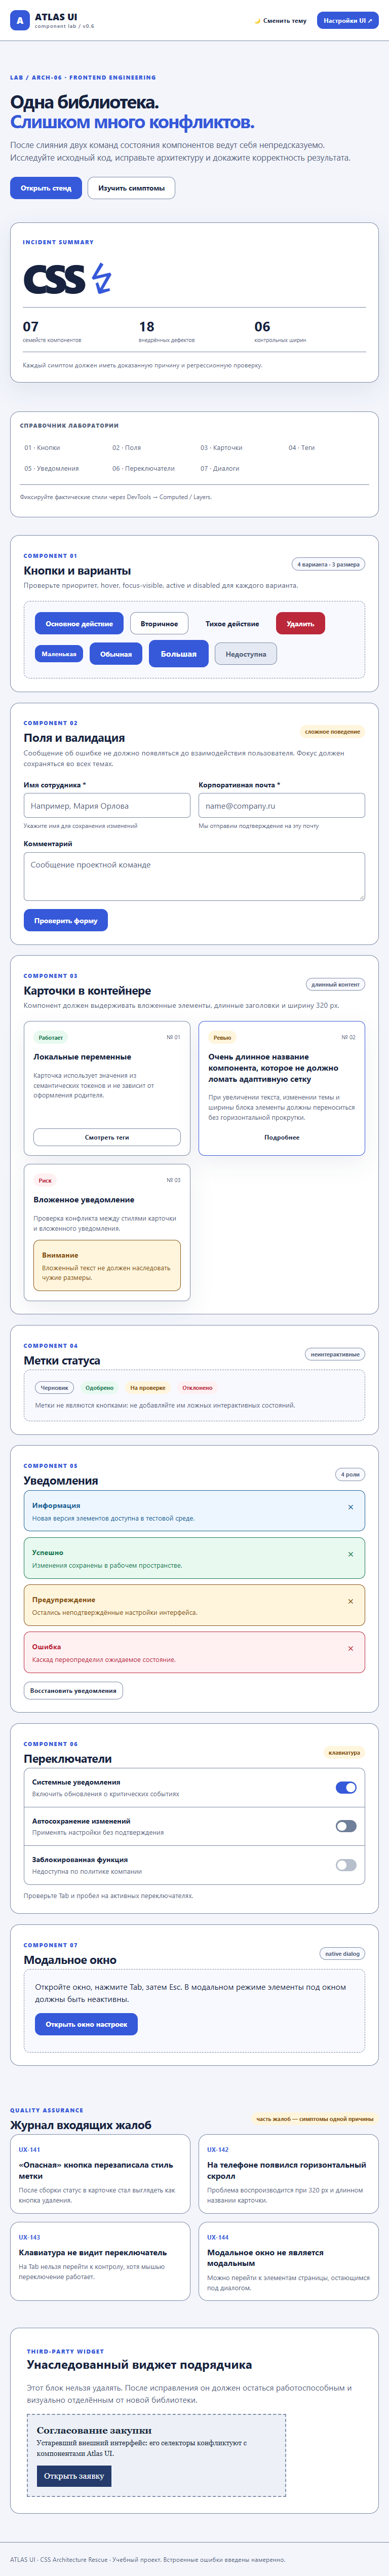 A
ATLAS UI
component lab / v0.6
Сменить тему
Настройки UI ↗
LAB / ARCH-06 · FRONTEND ENGINEERING
Одна библиотека.
Слишком много конфликтов.
После слияния двух команд состояния компонентов ведут себя непредсказуемо.
Исследуйте исходный код, исправьте архитектуру и докажите корректность результата.
Открыть стенд
Изучить симптомы
INCIDENT SUMMARY
CSS
07
18
06
семейств компонентов
внедрённых дефектов
контрольных ширин
Каждый симптом должен иметь доказанную причину и регрессионную проверку.
СПРАВОЧНИК ЛАБОРАТОРИИ
01 · Кнопки
02 · Поля
03 · Карточки
04 · Теги
05 · Уведомления
06 · Переключатели
07 · Диалоги
Фиксируйте фактические стили через DevTools → Computed / Layers.
COMPONENT 01
Кнопки и варианты
4 варианта · 3 размера
Проверьте приоритет, hover, focus-visible, active и disabled для каждого варианта.
Основное действие
Вторичное
Тихое действие
Удалить
Маленькая
Обычная
Большая
Недоступна
COMPONENT 02
Поля и валидация
сложное поведение
Сообщение об ошибке не должно появляться до взаимодействия пользователя. Фокус должен
сохраняться во всех темах.
Имя сотрудника *
Корпоративная почта *
Например, Мария Орлова
name@company.ru
Укажите имя для сохранения изменений
Мы отправим подтверждение на эту почту
Комментарий
Сообщение проектной команде
Проверить форму
COMPONENT 03
Карточки в контейнере
длинный контент
Компонент должен выдерживать вложенные элементы, длинные заголовки и ширину 320 px.
Работает
№ 01
Локальные переменные
Карточка использует значения из
семантических токенов и не зависит от
оформления родителя.
Смотреть теги
Ревью
№ 02
Очень длинное название
компонента, которое не должно
ломать адаптивную сетку
При увеличении текста, изменении темы и
ширины блока элементы должны переноситься
без горизонтальной прокрутки.
Подробнее
Риск
№ 03
Вложенное уведомление
Проверка конфликта между стилями карточки
и вложенного уведомления.
Внимание
Вложенный текст не должен наследовать
чужие размеры.
COMPONENT 04
Метки статуса
неинтерактивные
Черновик
Одобрено
На проверке
Отклонено
Метки не являются кнопками: не добавляйте им ложных интерактивных состояний.
COMPONENT 05
Уведомления
4 роли
Информация
Новая версия элементов доступна в тестовой среде.
×
Успешно
Изменения сохранены в рабочем пространстве.
×
Предупреждение
Остались неподтверждённые настройки интерфейса.
×
Ошибка
Каскад переопределил ожидаемое состояние.
×
Восстановить уведомления
COMPONENT 06
Переключатели
клавиатура
Системные уведомления
Включить обновления о критических событиях
Автосохранение изменений
Применять настройки без подтверждения
Заблокированная функция
Недоступна по политике компании
Проверьте Tab и пробел на активных переключателях.
COMPONENT 07
Модальное окно
native dialog
Откройте окно, нажмите Tab, затем Esc. В модальном режиме элементы под окном
должны быть неактивны.
Открыть окно настроек
QUALITY ASSURANCE
Журнал входящих жалоб
часть жалоб — симптомы одной причины
UX-141
«Опасная» кнопка перезаписала стиль
метки
После сборки статус в карточке стал выглядеть как
кнопка удаления.
UX-142
На телефоне появился горизонтальный
скролл
Проблема воспроизводится при 320 px и длинном
названии карточки.
UX-143
Клавиатура не видит переключатель
На Tab нельзя перейти к контролу, хотя мышью
переключение работает.
UX-144
Модальное окно не является
модальным
Можно перейти к элементам страницы, остающимся
под диалогом.
THIRD-PARTY WIDGET
Унаследованный виджет подрядчика
Этот блок нельзя удалять. После исправления он должен остаться работоспособным и
визуально отделённым от новой библиотеки.
Согласование закупки
Устаревший внешний интерфейс: его селекторы конфликтуют с
компонентами Atlas UI.
Открыть заявку
ATLAS UI · CSS Architecture Rescue · Учебный проект. Встроенные ошибки введены намеренно.